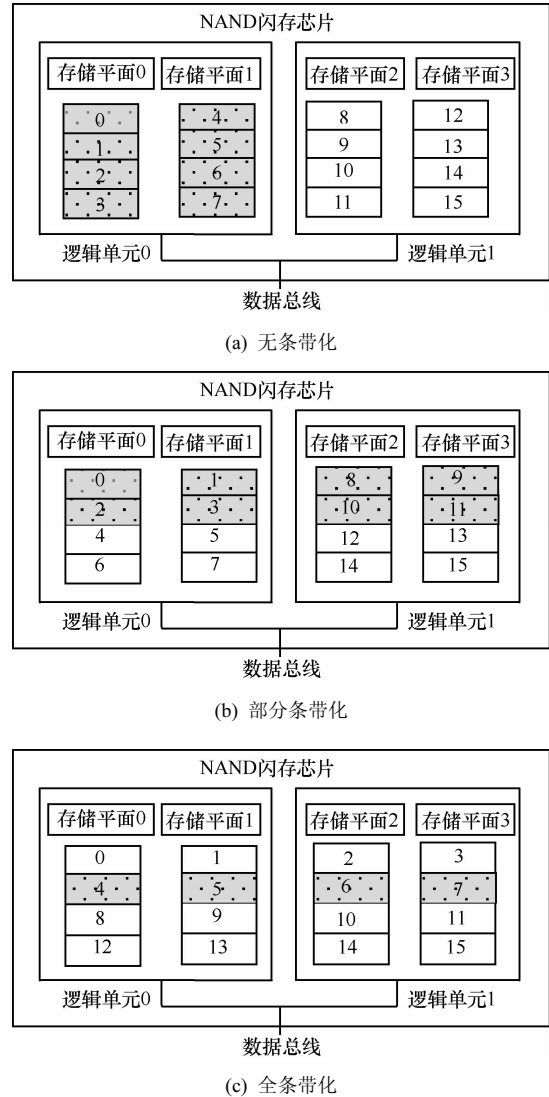 NAND闪存芯片
存储平面0 存储平面1 存储平面2 存储平面3
0 4 8 12
1 5 9 13
2 6 10 14
3 7 11 15
逻辑单元0 逻辑单元1
数据总线
(a) 无条带化
NAND闪存芯片
存储平面0 存储平面1 存储平面2 存储平面3
0 1 8 9
2 3 10 11
4 5 12 13
6 7 14 15
逻辑单元0 逻辑单元1
数据总线
(b) 部分条带化
NAND闪存芯片
存储平面0 存储平面1 存储平面2 存储平面3
0 1 2 3
4 5 6 7
8 9 10 11
12 13 14 15
逻辑单元0 逻辑单元1
数据总线
(c) 全条带化